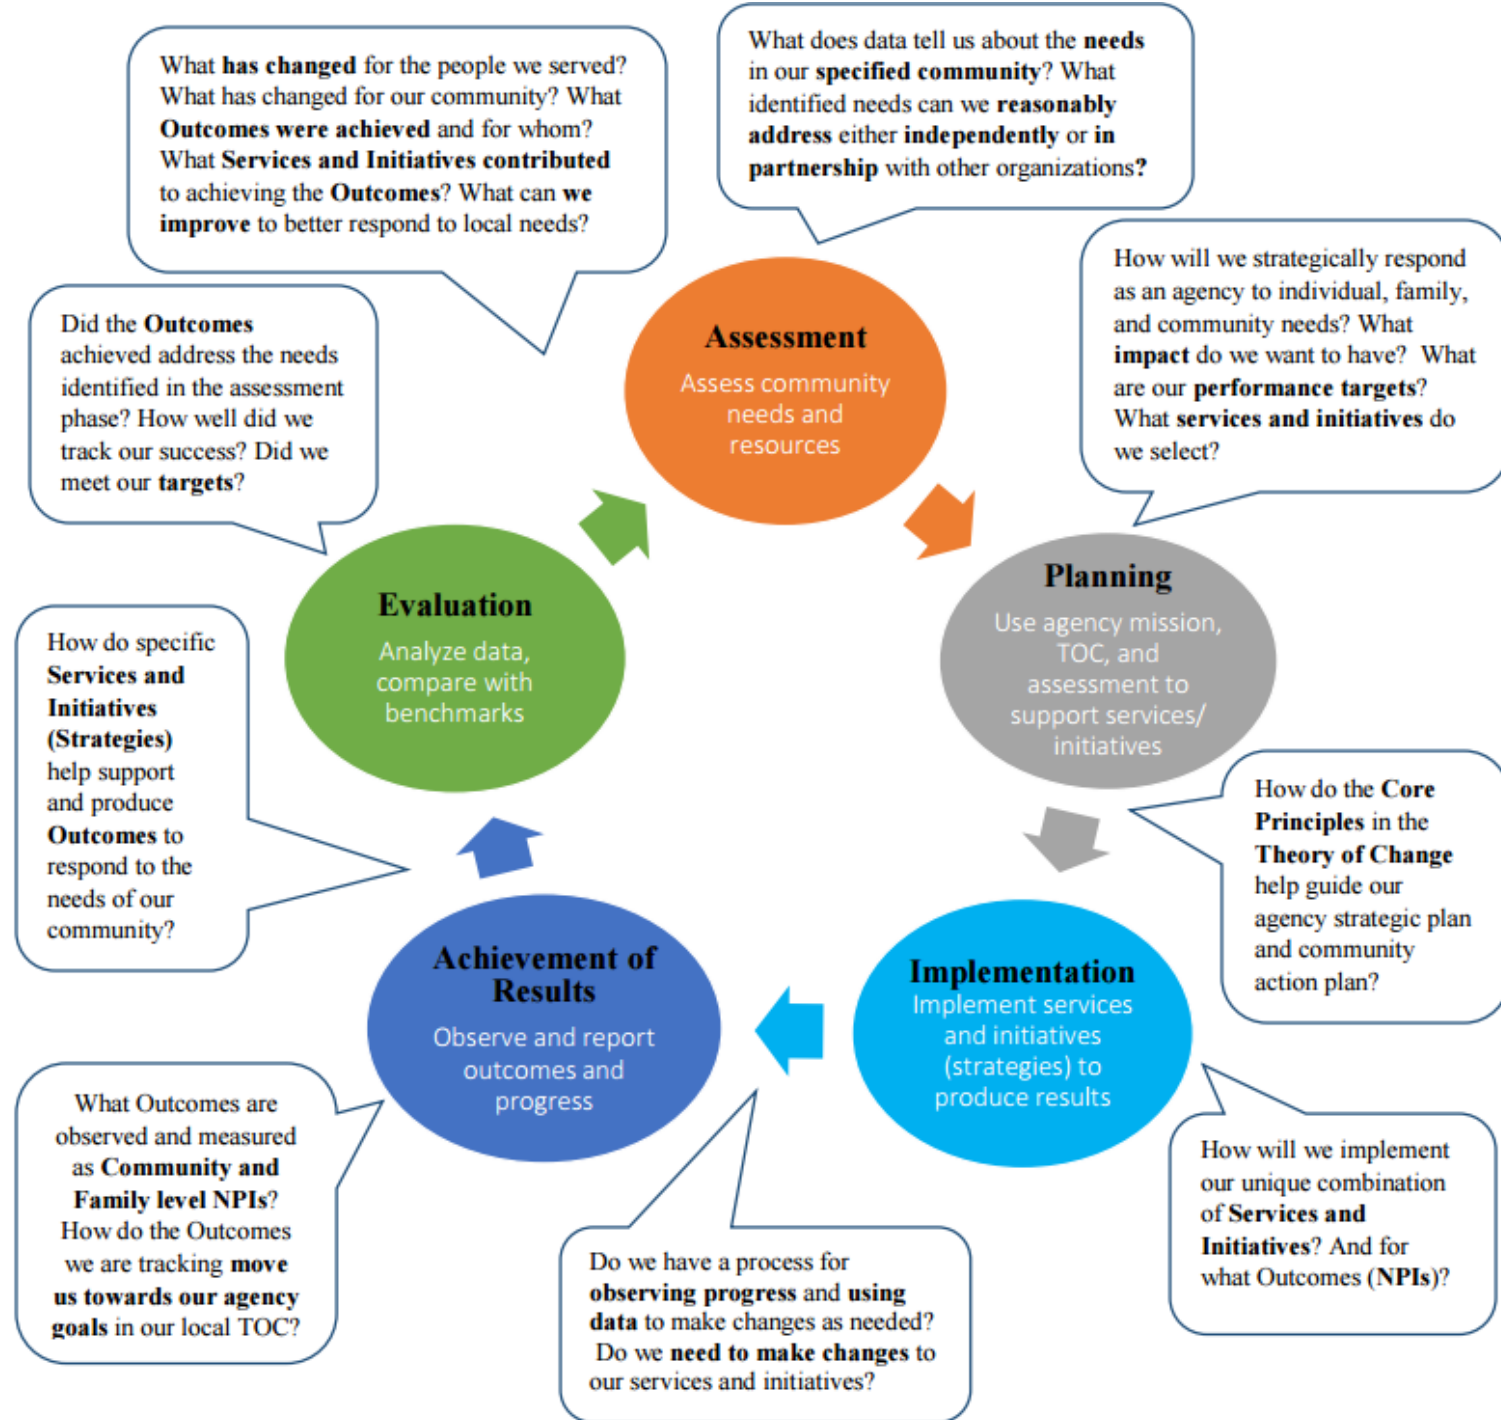 What has changed for the people we served?
What has changed for our community? What
Outcomes were achieved and for whom?
What Services and Initiatives contributed
to achieving the Outcomes? What can we
improve to better respond to local needs?
What does data tell us about the needs
in our specified community? What
identified needs can we reasonably
address either independently or in
partnership with other organizations?
How will we strategically respond
as an agency to individual, family,
and community needs? What
impact do we want to have? What
are our performance targets?
What services and initiatives do
we select?
Did the Outcomes
achieved address the needs
identified in the assessment
phase? How well did we
track our success? Did we
meet our targets?
Assessment
Assess community
needs and
resources
Planning
Use agency mission,
TOC, and
assessment to
support services/
initiatives
Evaluation
Analyze data,
compare with
benchmarks
How do specific
Services and
Initiatives
(Strategies)
help support
and produce
Outcomes to
respond to the
needs of our
community?
How do the Core
Principles in the
Theory of Change
help guide our
agency strategic plan
and community
action plan?
Achievement of
Results
Observe and report
outcomes and
progress
Implementation
Implement services
and initiatives
(strategies) to
produce results
What Outcomes are
observed and measured
as Community and
Family level NPIs?
How do the Outcomes
we are tracking move
us towards our agency
goals in our local TOC?
Do we have a process for
observing progress and using
data to make changes as needed?
Do we need to make changes to
our services and initiatives?
How will we implement
our unique combination
of Services and
Initiatives? And for
what Outcomes (NPIs)?